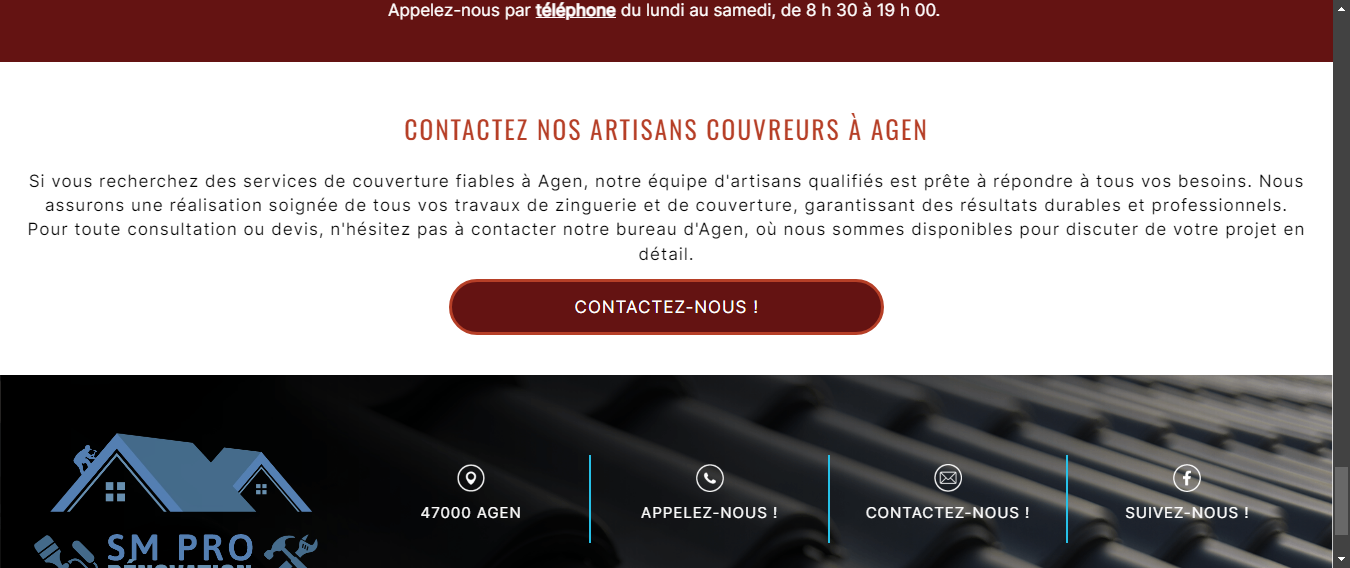 Appelez-nous par téléphone du lundi au samedi, de 8 h 30 à 19 h 00.
CONTACTEZ NOS ARTISANS COUVREURS À AGEN
Si vous recherchez des services de couverture fiables à Agen, notre équipe d'artisans qualifiés est prête à répondre à tous vos besoins. Nous
assurons une réalisation soignée de tous vos travaux de zinguerie et de couverture, garantissant des résultats durables et professionnels.
Pour toute consultation ou devis, n'hésitez pas à contacter notre bureau d'Agen, où nous sommes disponibles pour discuter de votre projet en
détail.
CONTACTEZ-NOUS !
47000 AGEN
APPELEZ-NOUS !
CONTACTEZ-NOUS !
SUIVEZ-NOUS !
SM PRO
RÉNOVATION